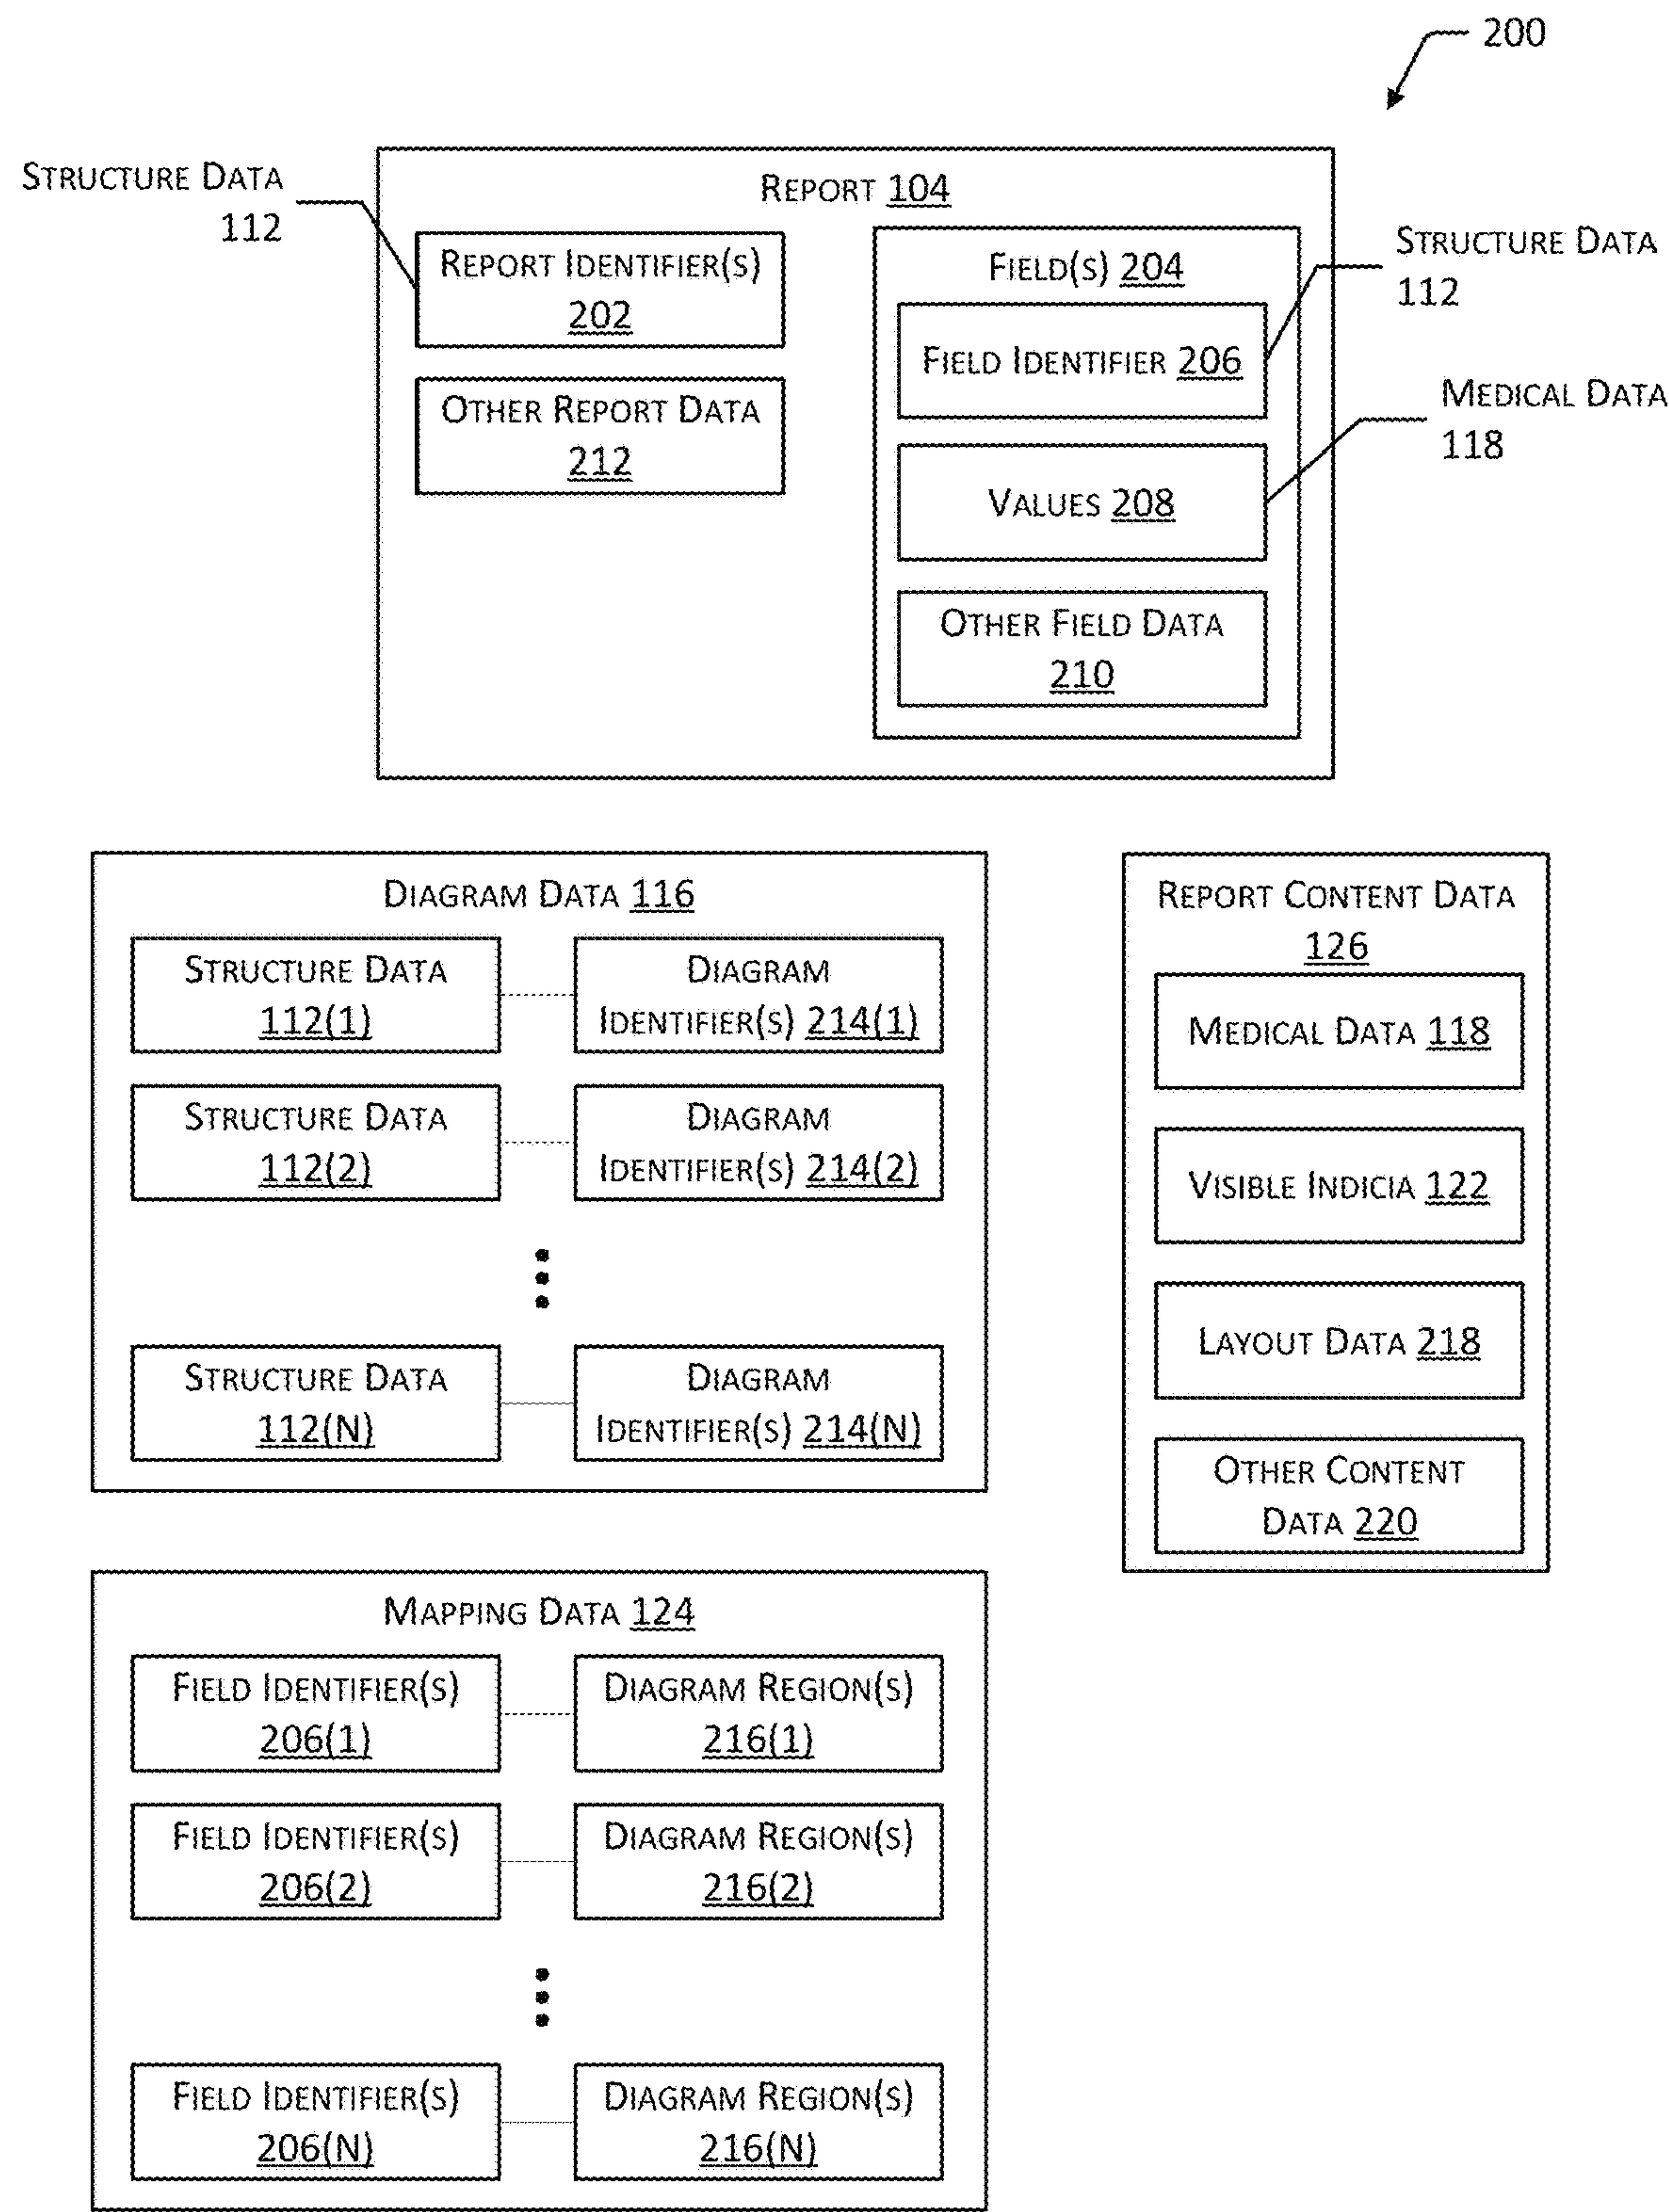 200
STRUCTURE DATA
112
REPORT 104
REPORT IDENTIFIER(S)
202
OTHER REPORT DATA
212
FIELD(S) 204
FIELD IDENTIFIER 206
VALUES 208
OTHER FIELD DATA
210
STRUCTURE DATA
112
MEDICAL DATA
118
DIAGRAM DATA 116
STRUCTURE DATA
112(1)
DIAGRAM
IDENTIFIER(S) 214(1)
STRUCTURE DATA
112(2)
DIAGRAM
IDENTIFIER(S) 214(2)
STRUCTURE DATA
112(N)
DIAGRAM
IDENTIFIER(S) 214(N)
REPORT CONTENT DATA
126
MEDICAL DATA 118
VISIBLE INDICIA 122
LAYOUT DATA 218
OTHER CONTENT
DATA 220
MAPPING DATA 124
FIELD IDENTIFIER(S)
206(1)
DIAGRAM REGION(S)
216(1)
FIELD IDENTIFIER(S)
206(2)
DIAGRAM REGION(S)
216(2)
FIELD IDENTIFIER(S)
206(N)
DIAGRAM REGION(S)
216(N)